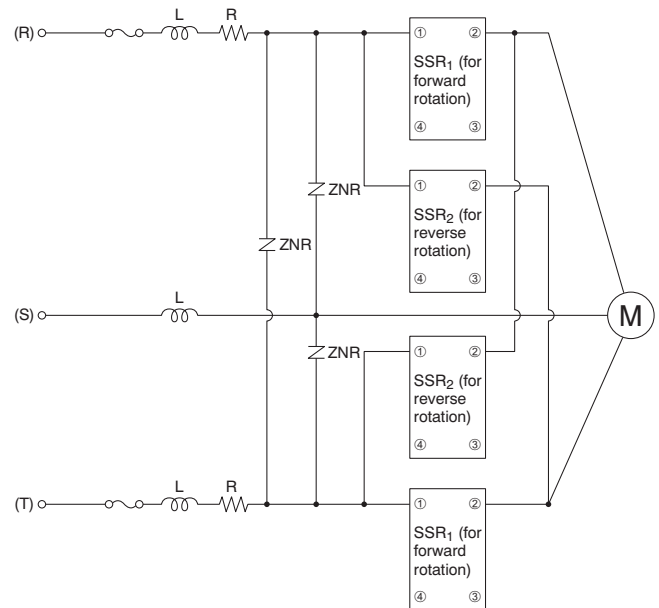 (R) L R
① ②
SSR1 (for
forward
rotation)
④ ③
ZNR
① ②
SSR2 (for
reverse
rotation)
④ ③
ZNR
(S) L
M
ZNR
① ②
SSR2 (for
reverse
rotation)
④ ③
(T) L R
① ②
SSR1 (for
forward
rotation)
④ ③